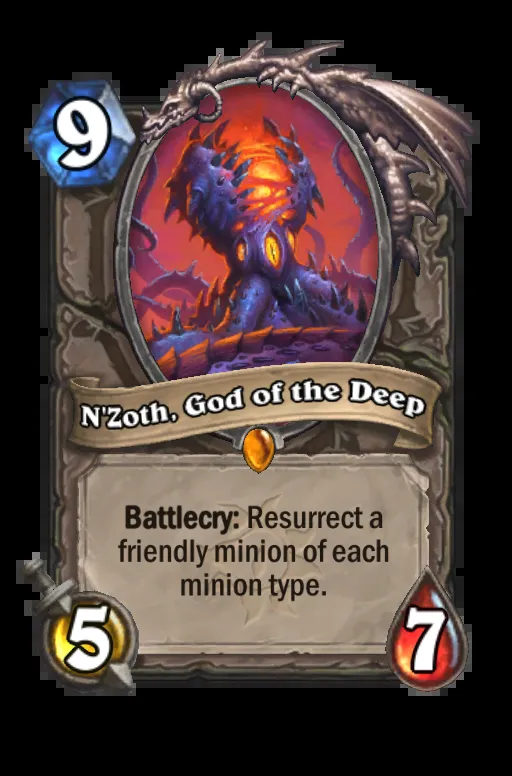 9
N'Zoth, God of the Deep
Battlecry: Resurrect a
friendly minion of each
minion type.
5
7